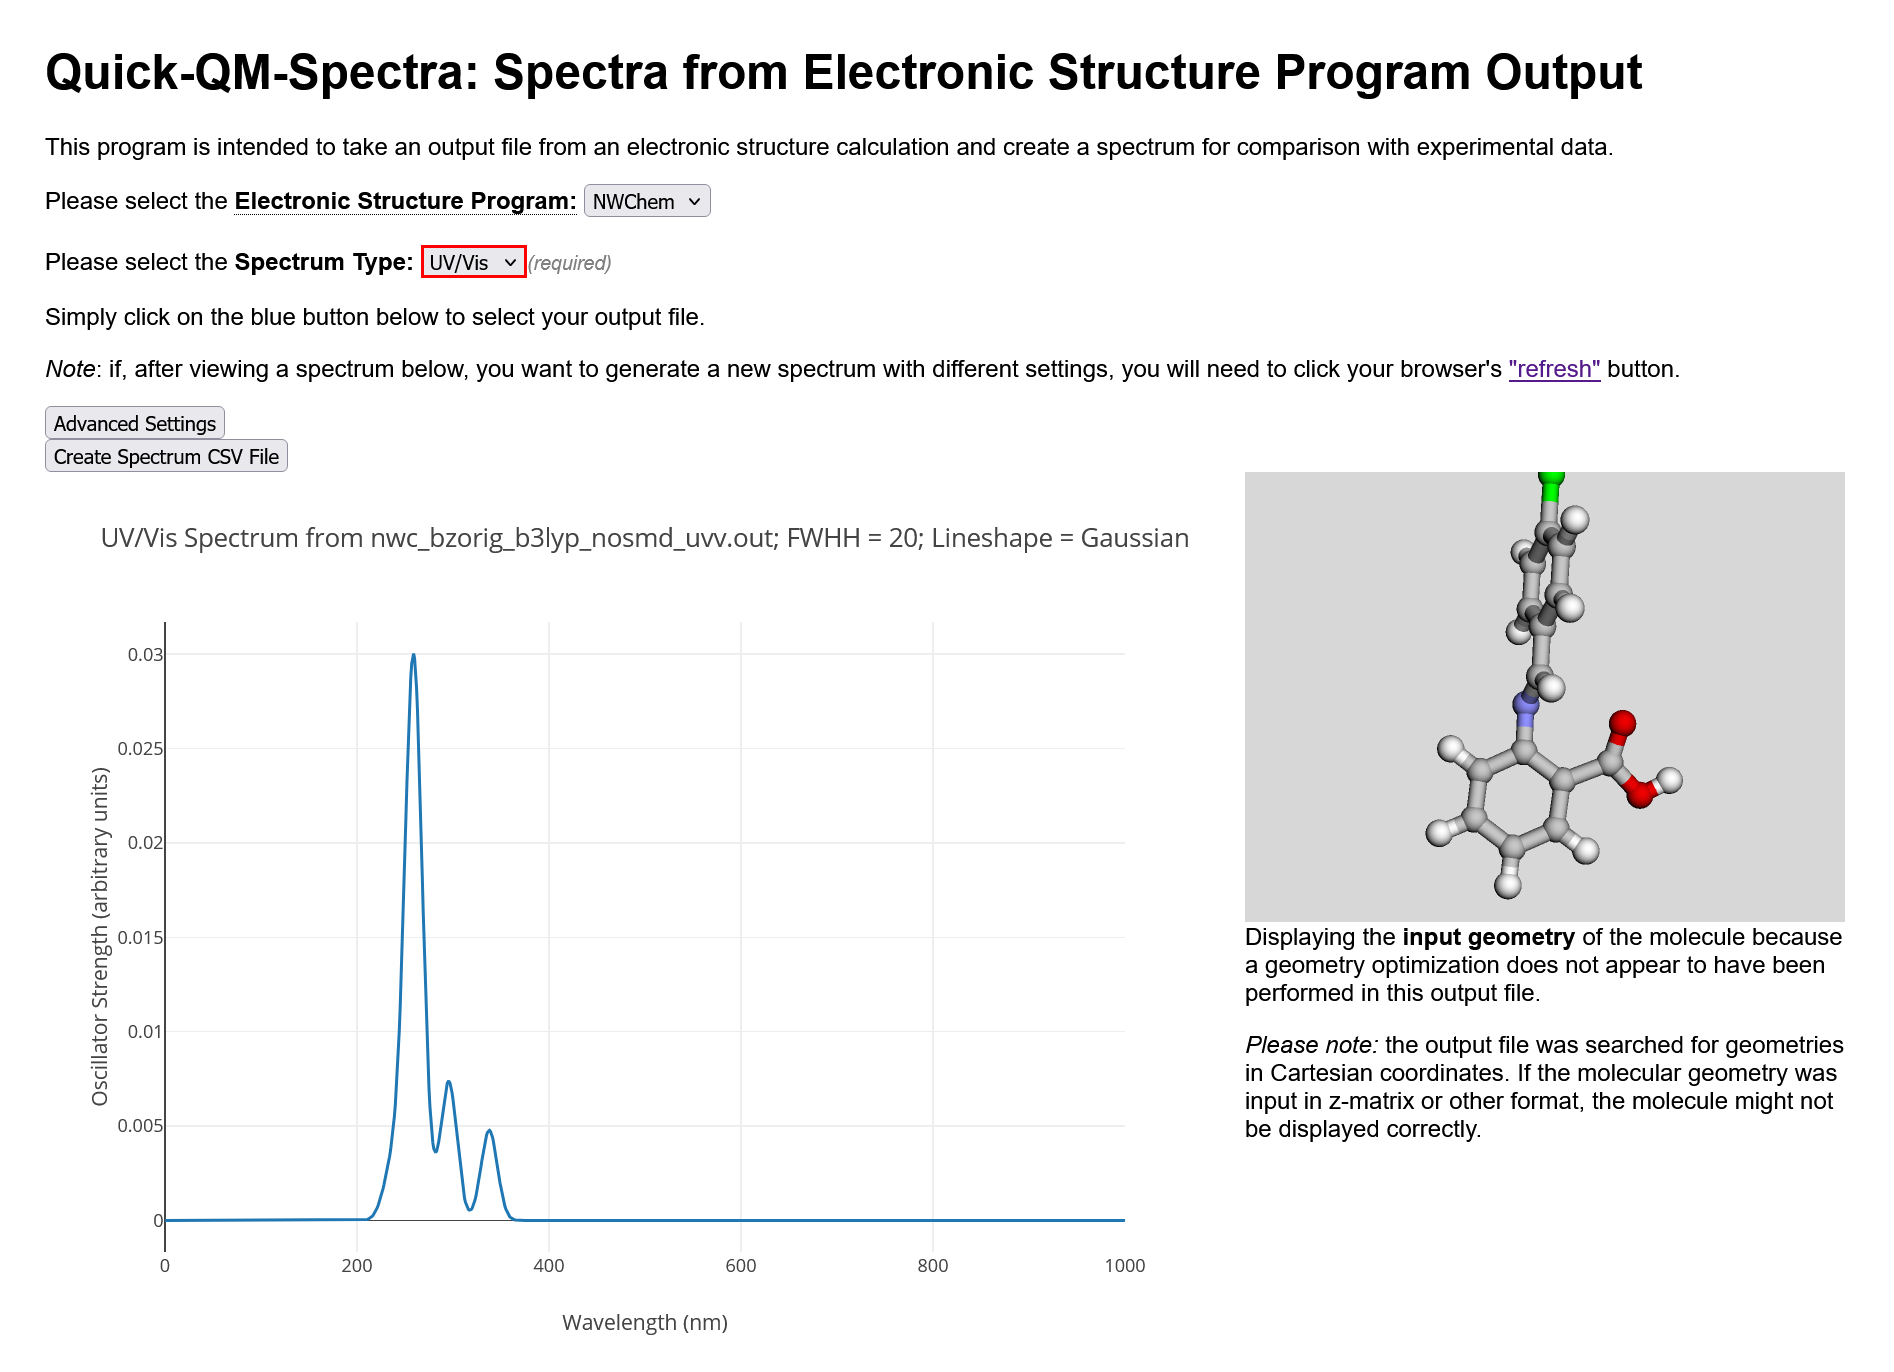 Quick-QM-Spectra: Spectra from Electronic Structure Program Output
This program is intended to take an output file from an electronic structure calculation and create a spectrum for comparison with experimental data.
Please select the Electronic Structure Program: NWChem
Please select the Spectrum Type: UV/Vis (required)
Simply click on the blue button below to select your output file.
Note: if, after viewing a spectrum below, you want to generate a new spectrum with different settings, you will need to click your browser's "refresh" button.
Advanced Settings
Create Spectrum CSV File
UV/Vis Spectrum from nwc_bzorig_b3lyp_nosmd_uvv.out; FWHH = 20; Lineshape = Gaussian
Oscillator Strength (arbitrary units)
0.03
0.025
0.02
0.015
0.01
0.005
0
0 200 400 600 800 1000
Wavelength (nm)
Displaying the input geometry of the molecule because
a geometry optimization does not appear to have been
performed in this output file.
Please note: the output file was searched for geometries
in Cartesian coordinates. If the molecular geometry was
input in z-matrix or other format, the molecule might not
be displayed correctly.